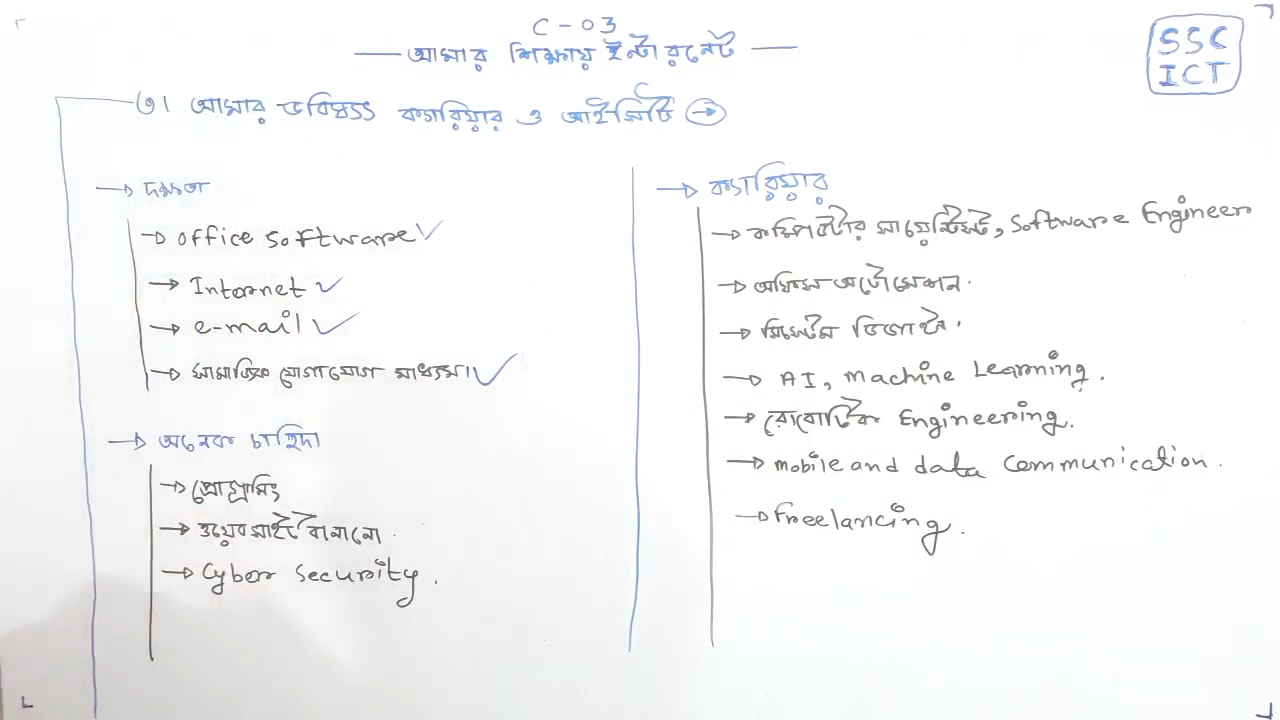 C-03
আমার শিক্ষায় ইন্টারনেট
SSC
ICT
৩। আমার ভবিষ্যৎ ক্যারিয়ার ও আইসিটি →
→ দক্ষতা
→ office software ✓
→ Internet ✓
→ e-mail ✓
→ সামাজিক যোগাযোগ মাধ্যম। ✓
→ অনেক চাহিদা
→ প্রোগ্রামিং
→ ওয়েবসাইট বানানো.
→ Cyber Security.
→ ক্যারিয়ার
→ কম্পিউটার সায়েন্টিস্ট, Software Engineer
→ অফিস অটোমেশন.
→ সিস্টেম ডিজাইন.
→ AI, Machine Learning.
→ রোবোটিক Engineering.
→ mobile and data Communication.
→ Freelancing.